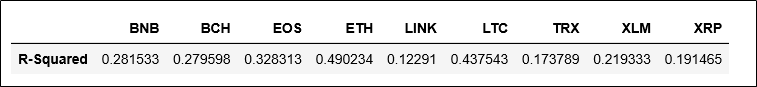 BNB BCH EOS ETH LINK LTC TRX XLM XRP
R-Squared 0.281533 0.279598 0.328313 0.490234 0.12291 0.437543 0.173789 0.219333 0.191465